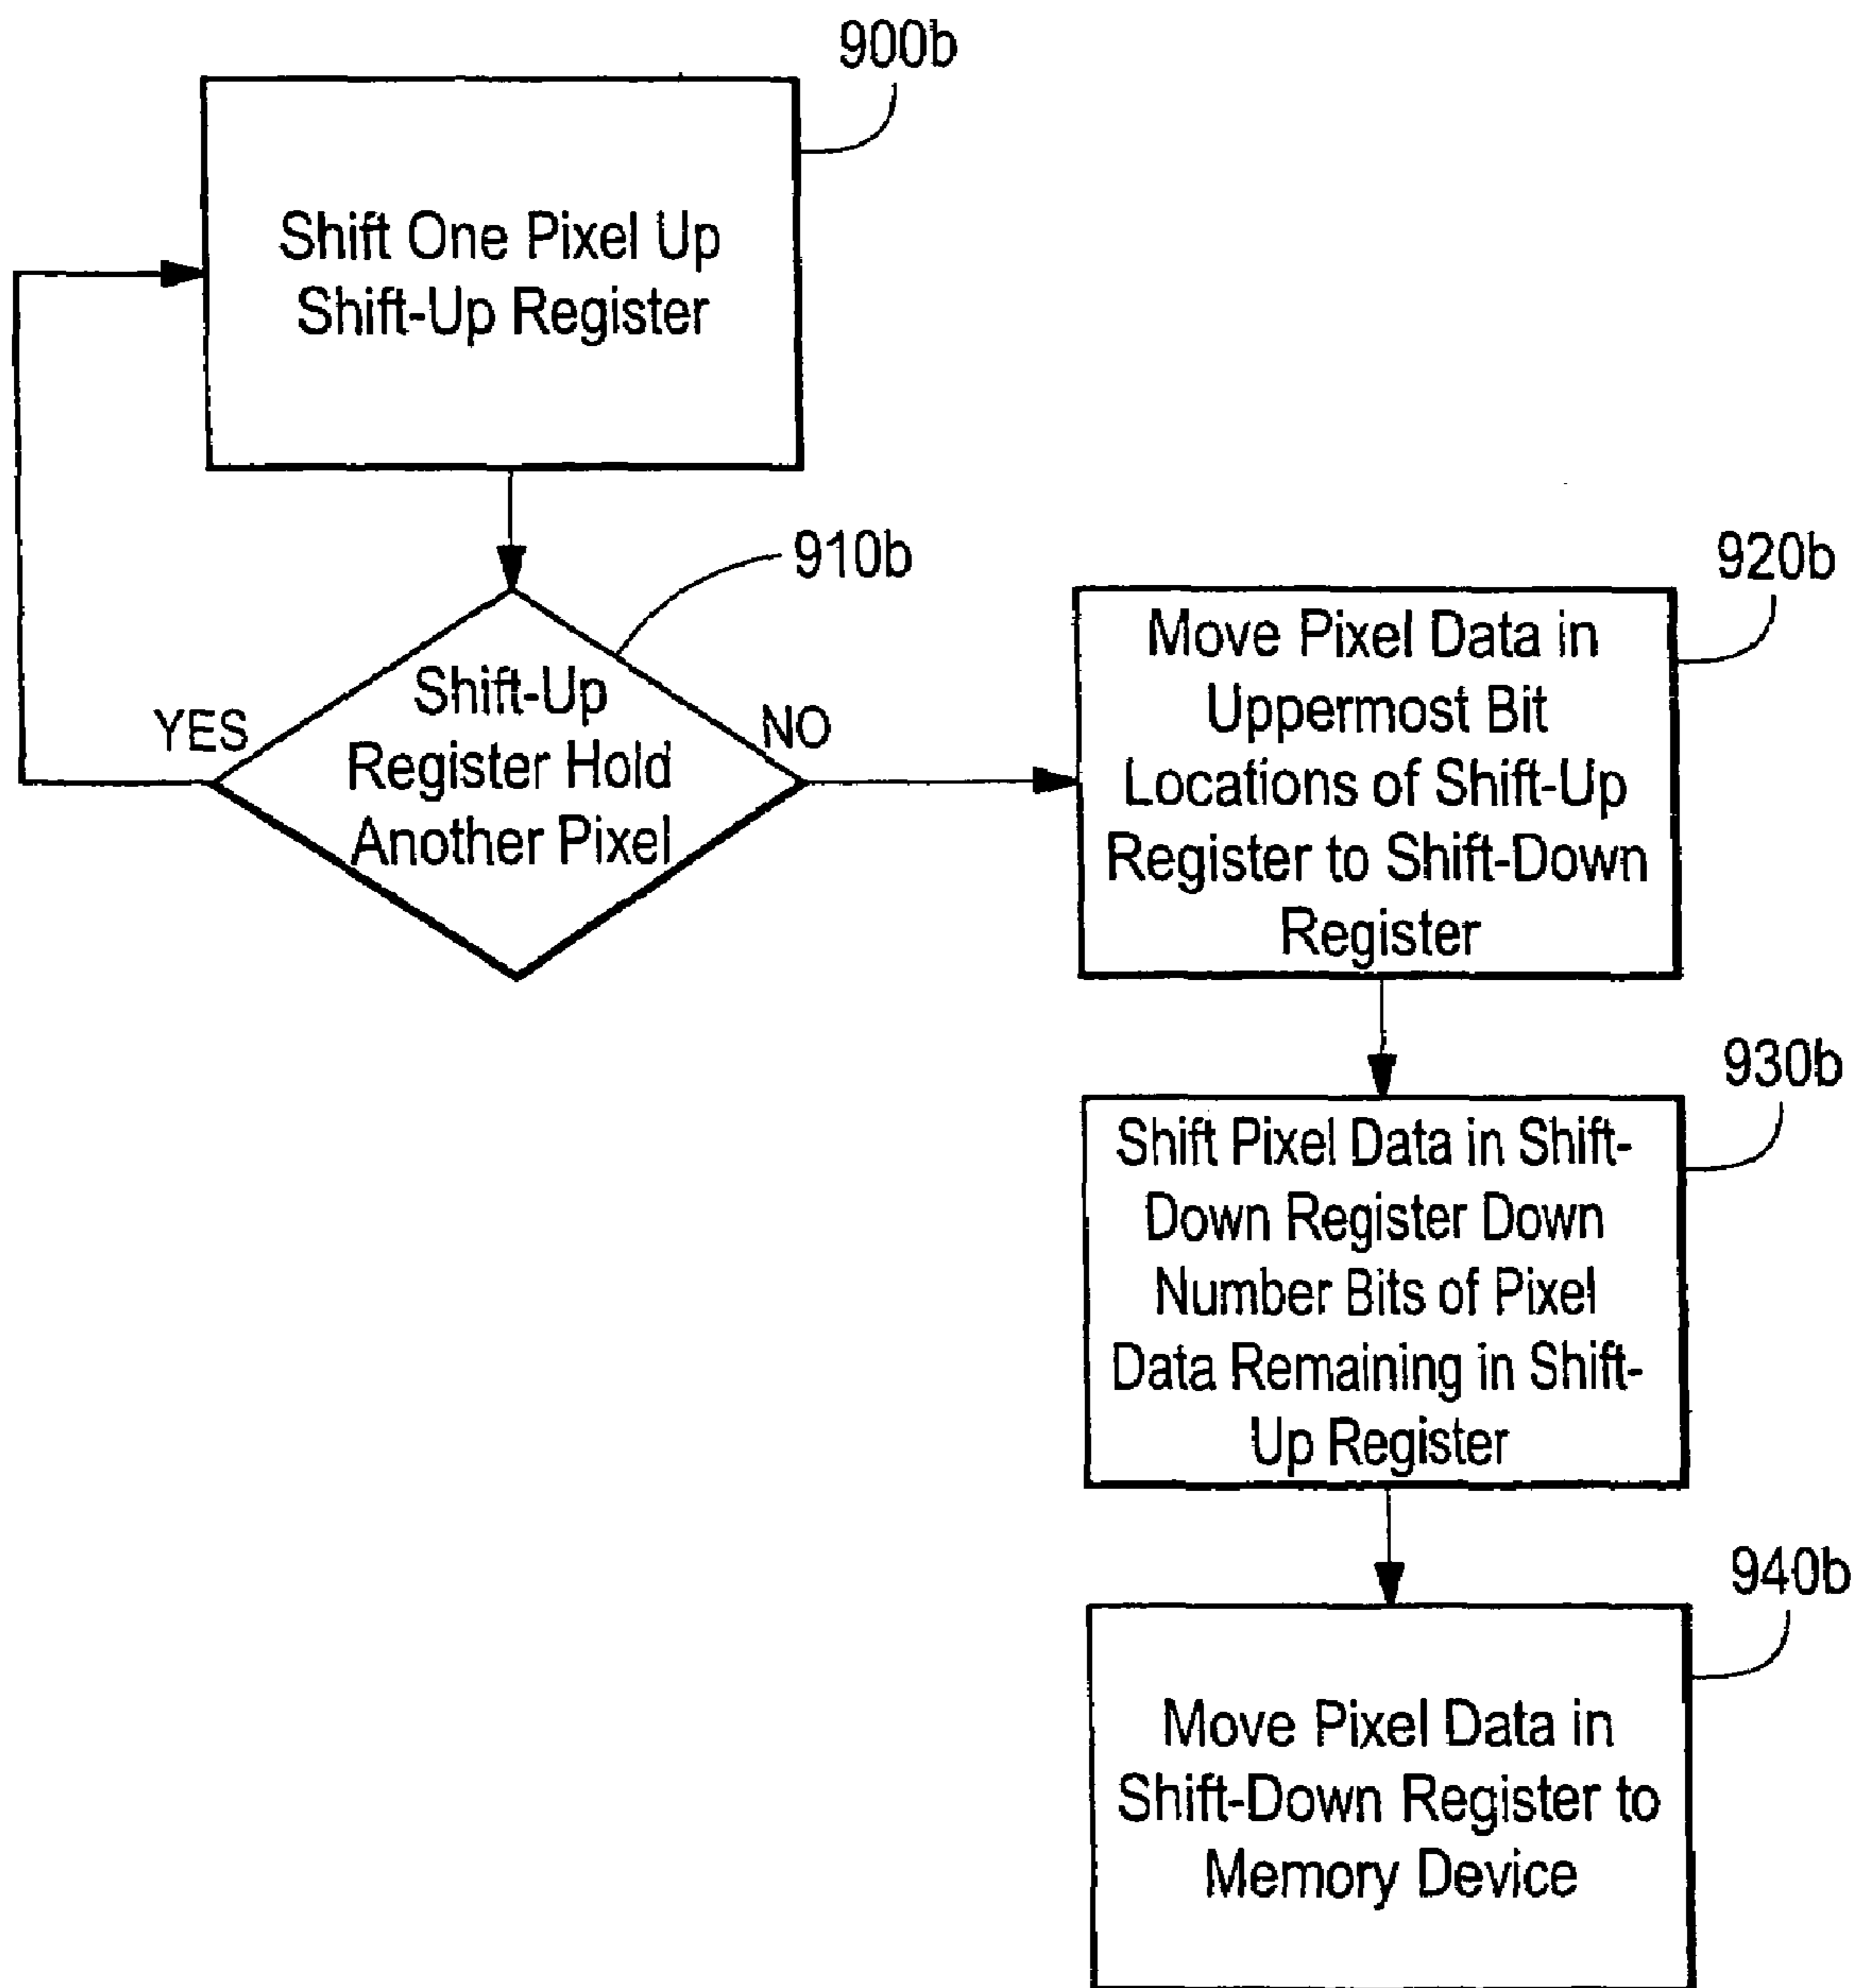 900b
Shift One Pixel Up
Shift-Up Register
910b
Shift-Up
Register Hold
Another Pixel
YES
NO
920b
Move Pixel Data in
Uppermost Bit
Locations of Shift-Up
Register to Shift-Down
Register
930b
Shift Pixel Data in Shift-
Down Register Down
Number Bits of Pixel
Data Remaining in Shift-
Up Register
940b
Move Pixel Data in
Shift-Down Register to
Memory Device